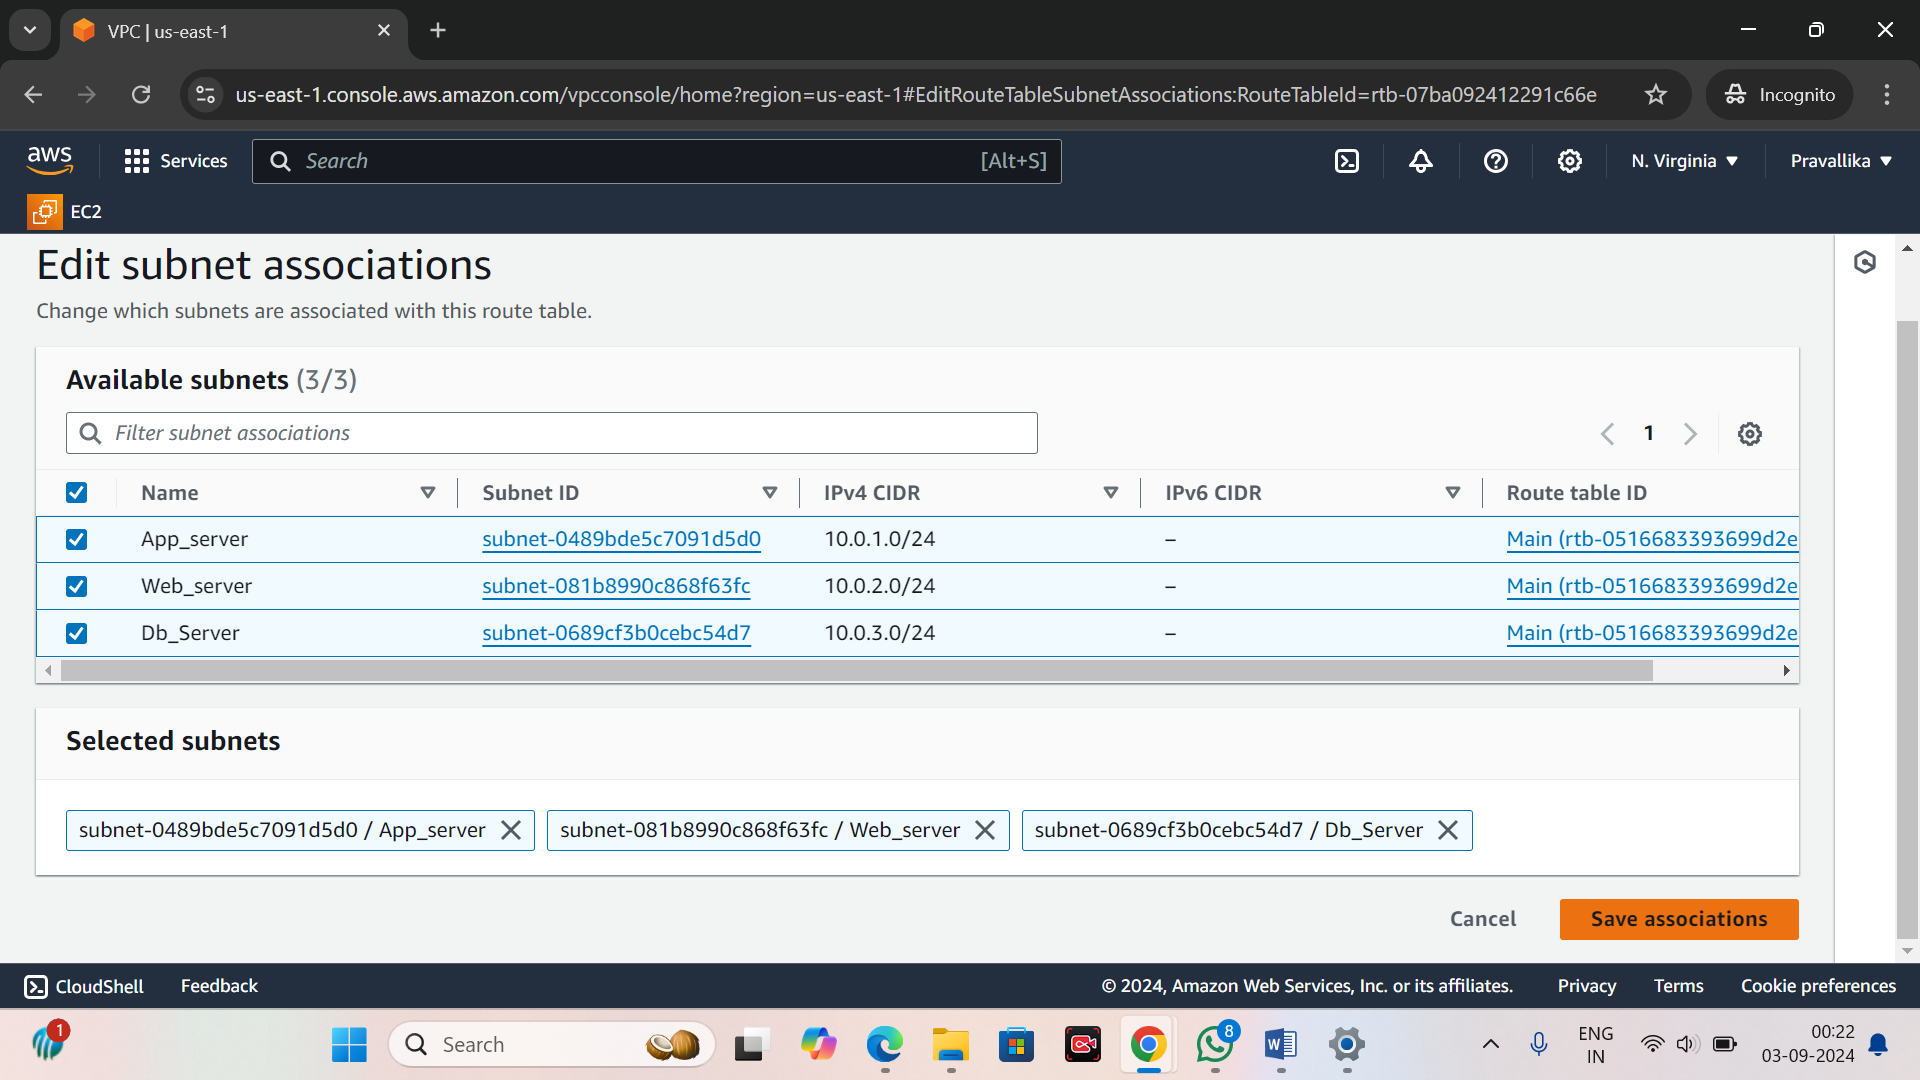 VPC | us-east-1
us-east-1.console.aws.amazon.com/vpcconsole/home?region=us-east-1#EditRouteTableSubnetAssociations:RouteTableId=rtb-07ba092412291c66e
Incognito
aws
Services
Search
[Alt+S]
N. Virginia
Pravallika
EC2
Edit subnet associations
Change which subnets are associated with this route table.
Available subnets (3/3)
Filter subnet associations
1
Name Subnet ID IPv4 CIDR IPv6 CIDR Route table ID
App_server subnet-0489bde5c7091d5d0 10.0.1.0/24 – Main (rtb-0516683393699d2e
Web_server subnet-081b8990c868f63fc 10.0.2.0/24 – Main (rtb-0516683393699d2e
Db_Server subnet-0689cf3b0cebc54d7 10.0.3.0/24 – Main (rtb-0516683393699d2e
Selected subnets
subnet-0489bde5c7091d5d0 / App_server
subnet-081b8990c868f63fc / Web_server
subnet-0689cf3b0cebc54d7 / Db_Server
Cancel
Save associations
CloudShell
Feedback
© 2024, Amazon Web Services, Inc. or its affiliates.
Privacy
Terms
Cookie preferences
1
Search
8
W
ENG
IN
00:22
03-09-2024